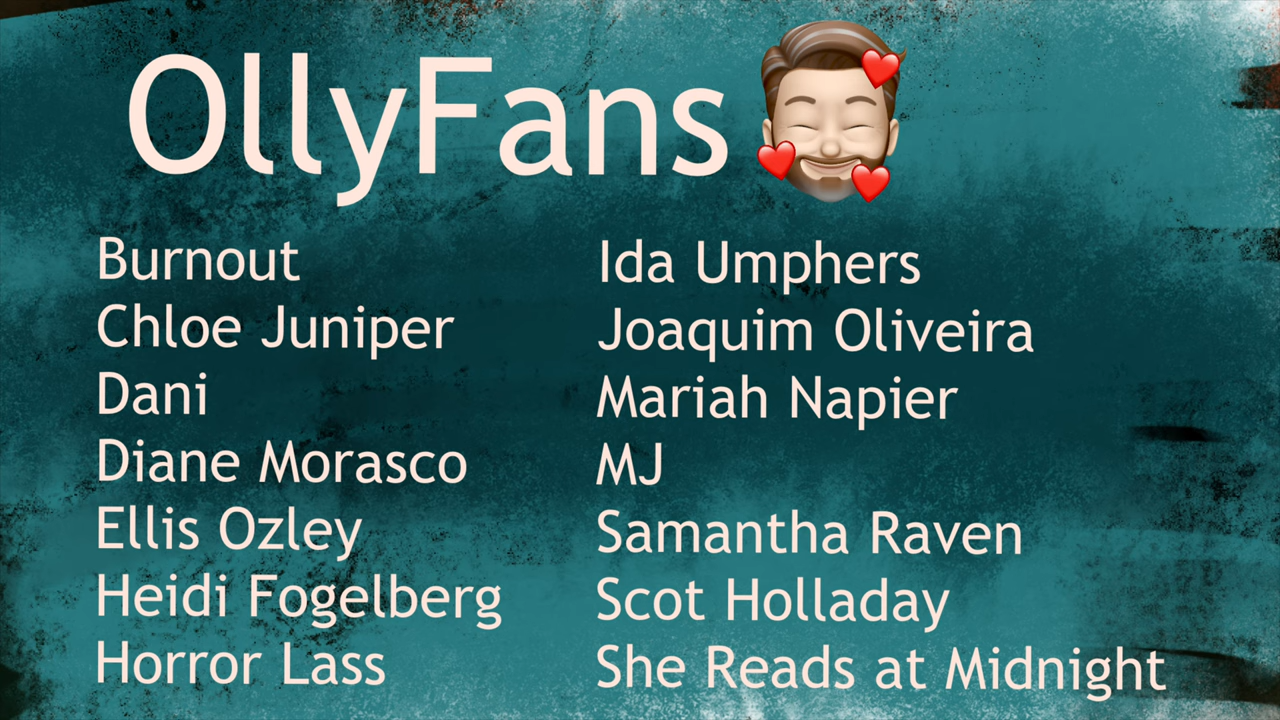 OllyFans
Burnout
Chloe Juniper
Dani
Diane Morasco
Ellis Ozley
Heidi Fogelberg
Horror Lass
Ida Umphers
Joaquim Oliveira
Mariah Napier
MJ
Samantha Raven
Scot Holladay
She Reads at Midnight